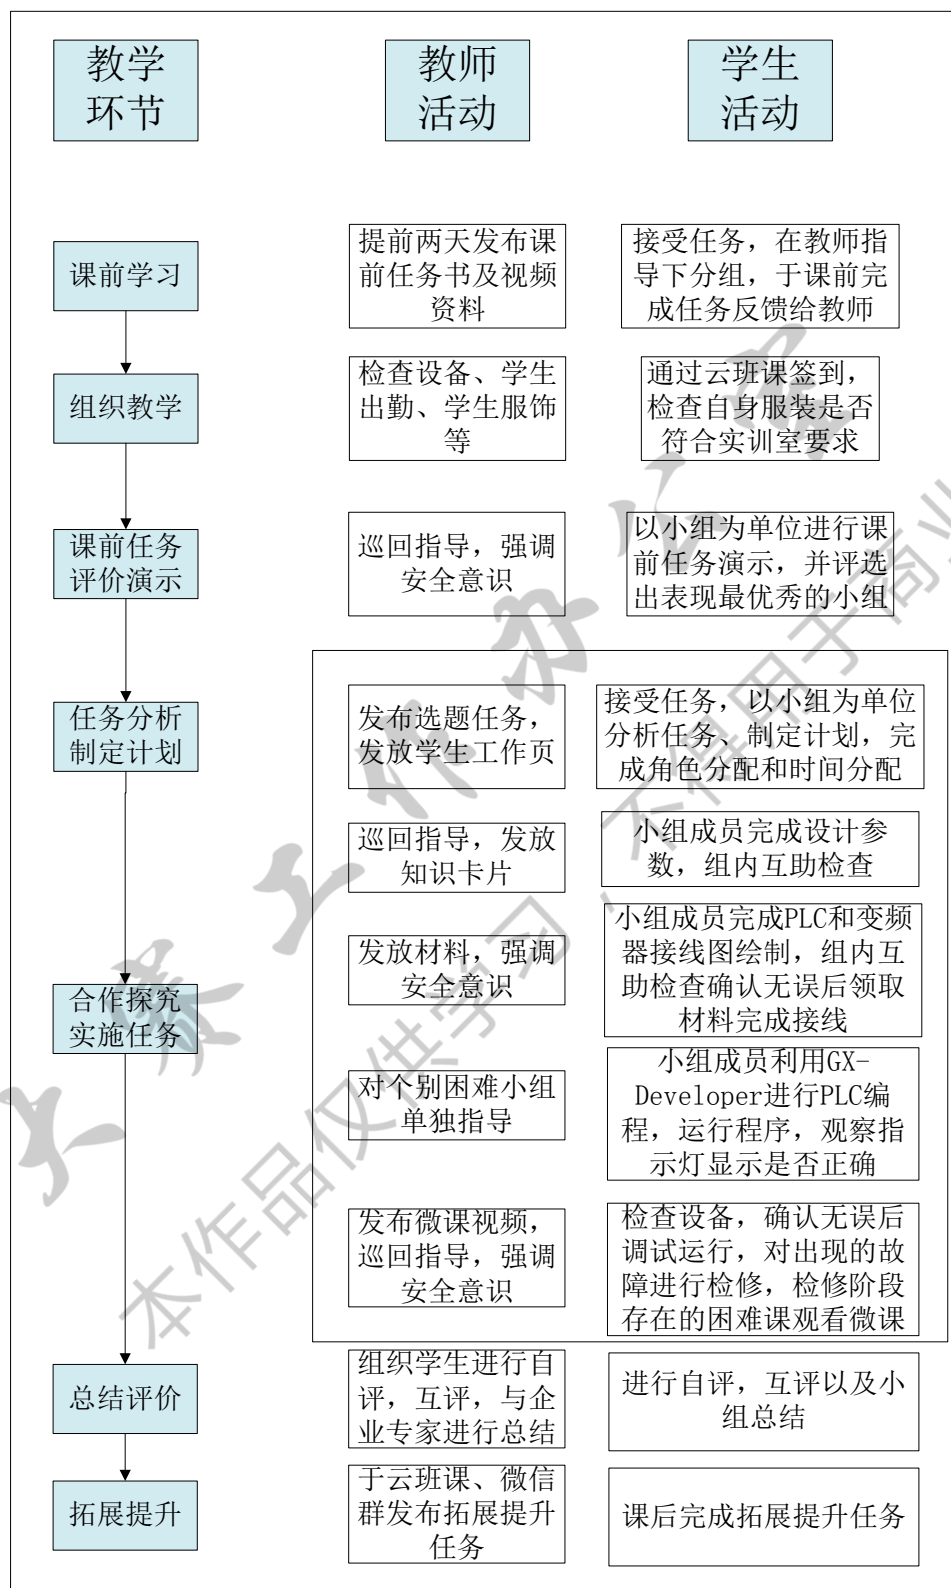 教学
环节
教师
活动
学生
活动
课前学习
提前两天发布课
前任务书及视频
资料
接受任务，在教师指
导下分组，于课前完
成任务反馈给教师
组织教学
检查设备、学生
出勤、学生服饰
等
通过云班课签到，
检查自身服装是否
符合实训室要求
课前任务
评价演示
巡回指导，强调
安全意识
以小组为单位进行课
前任务演示，并评选
出表现最优秀的小组
任务分析
制定计划
发布选题任务，
发放学生工作页
接受任务，以小组为单位
分析任务、制定计划，完
成角色分配和时间分配
巡回指导，发放
知识卡片
小组成员完成设计参
数，组内互助检查
合作探究
实施任务
发放材料，强调
安全意识
小组成员完成PLC和变频
器接线图绘制，组内互
助检查确认无误后领取
材料完成接线
对个别困难小组
单独指导
小组成员利用GX-
Developer进行PLC编
程，运行程序，观察指
示灯显示是否正确
发布微课视频，
巡回指导，强调
安全意识
检查设备，确认无误后
调试运行，对出现的故
障进行检修，检修阶段
存在的困难课观看微课
总结评价
组织学生进行自
评，互评，与企
业专家进行总结
进行自评，互评以及小
组总结
拓展提升
于云班课、微信
群发布拓展提升
任务
课后完成拓展提升任务
大赛工作办公室
本作品仅供学习，不得用于商业